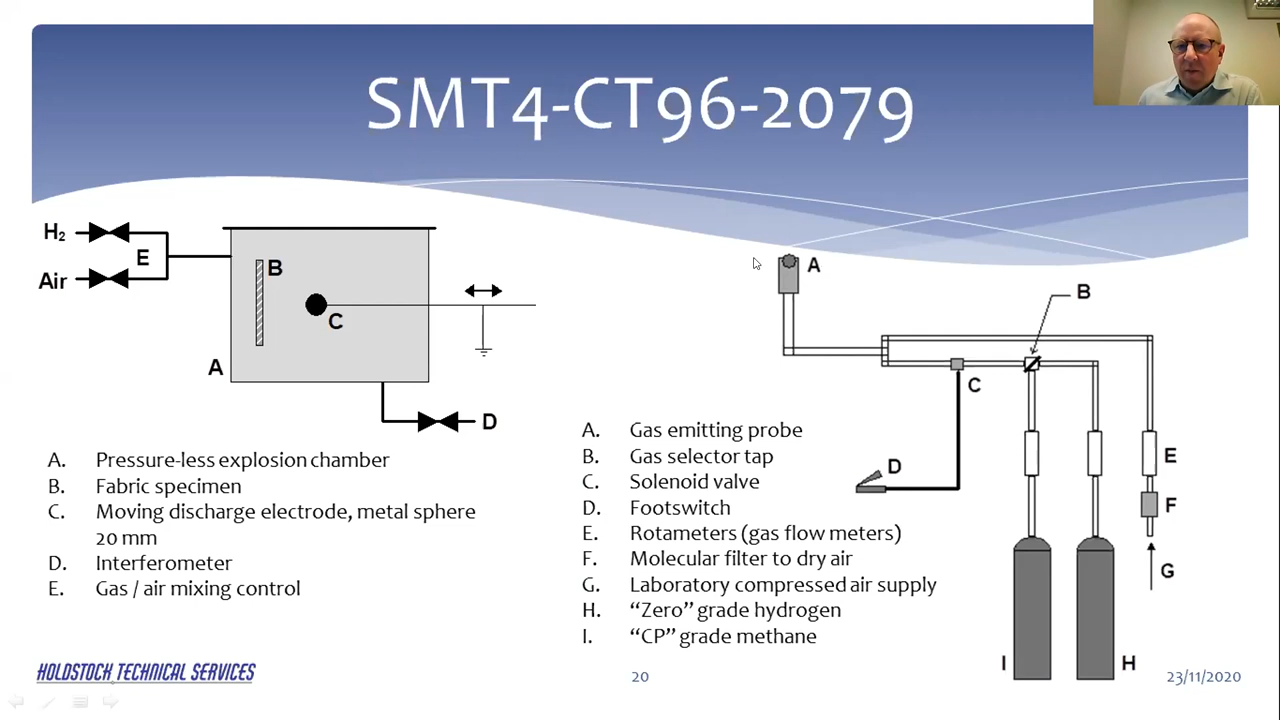 SMT4-CT96-2079
H₂
E
Air
B
C
A
D
A. Pressure-less explosion chamber
B. Fabric specimen
C. Moving discharge electrode, metal sphere
20 mm
D. Interferometer
E. Gas / air mixing control
A
B
C
D
E
F
G
I
H
A. Gas emitting probe
B. Gas selector tap
C. Solenoid valve
D. Footswitch
E. Rotameters (gas flow meters)
F. Molecular filter to dry air
G. Laboratory compressed air supply
H. “Zero” grade hydrogen
I. “CP” grade methane
HOLDSTOCK TECHNICAL SERVICES
20
23/11/2020